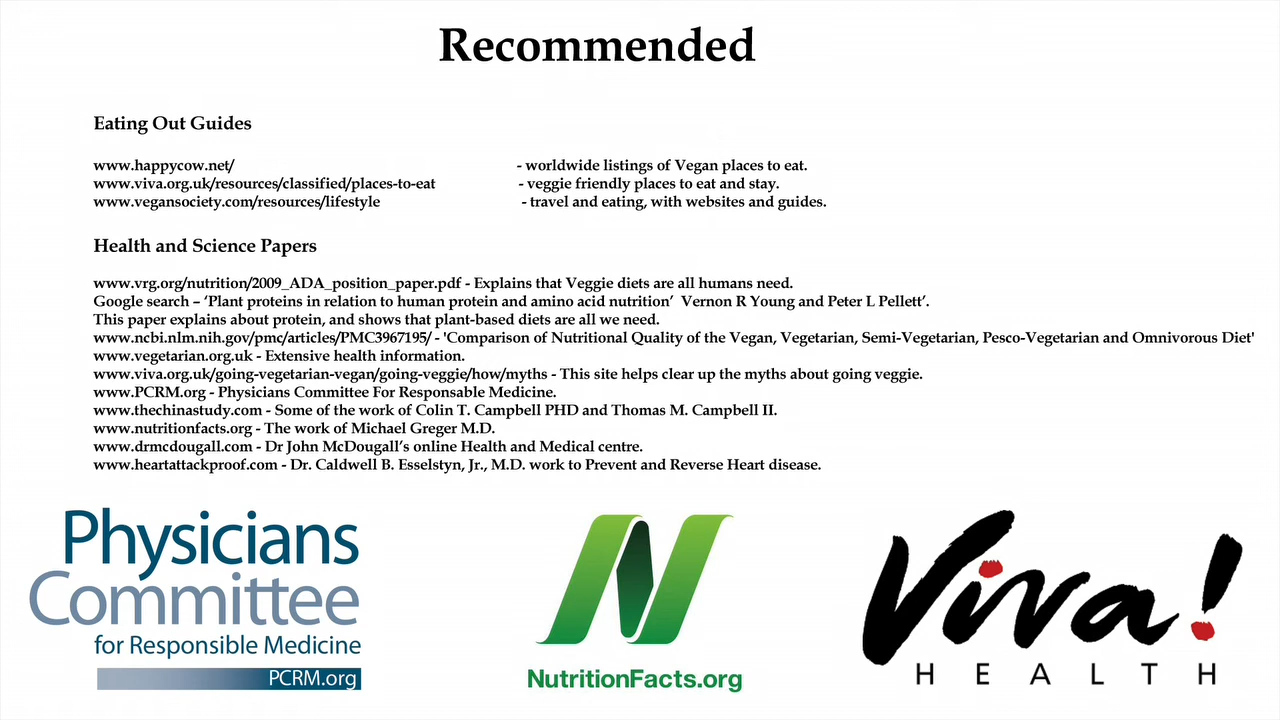 Recommended
Eating Out Guides
www.happycow.net/ - worldwide listings of Vegan places to eat.
www.viva.org.uk/resources/classified/places-to-eat - veggie friendly places to eat and stay.
www.vegansociety.com/resources/lifestyle - travel and eating, with websites and guides.
Health and Science Papers
www.vrg.org/nutrition/2009_ADA_position_paper.pdf - Explains that Veggie diets are all humans need.
Google search – ‘Plant proteins in relation to human protein and amino acid nutrition’ Vernon R Young and Peter L Pellett’.
This paper explains about protein, and shows that plant-based diets are all we need.
www.ncbi.nlm.nih.gov/pmc/articles/PMC3967195/ - 'Comparison of Nutritional Quality of the Vegan, Vegetarian, Semi-Vegetarian, Pesco-Vegetarian and Omnivorous Diet'
www.vegetarian.org.uk - Extensive health information.
www.viva.org.uk/going-vegetarian-vegan/going-veggie/how/myths - This site helps clear up the myths about going veggie.
www.PCRM.org - Physicians Committee For Responsable Medicine.
www.thechinastudy.com - Some of the work of Colin T. Campbell PHD and Thomas M. Campbell II.
www.nutritionfacts.org - The work of Michael Greger M.D.
www.drmcdougall.com - Dr John McDougall’s online Health and Medical centre.
www.heartattackproof.com - Dr. Caldwell B. Esselstyn, Jr., M.D. work to Prevent and Reverse Heart disease.
Physicians
Committee
for Responsible Medicine
PCRM.org
N
NutritionFacts.org
Viva!
HEALTH